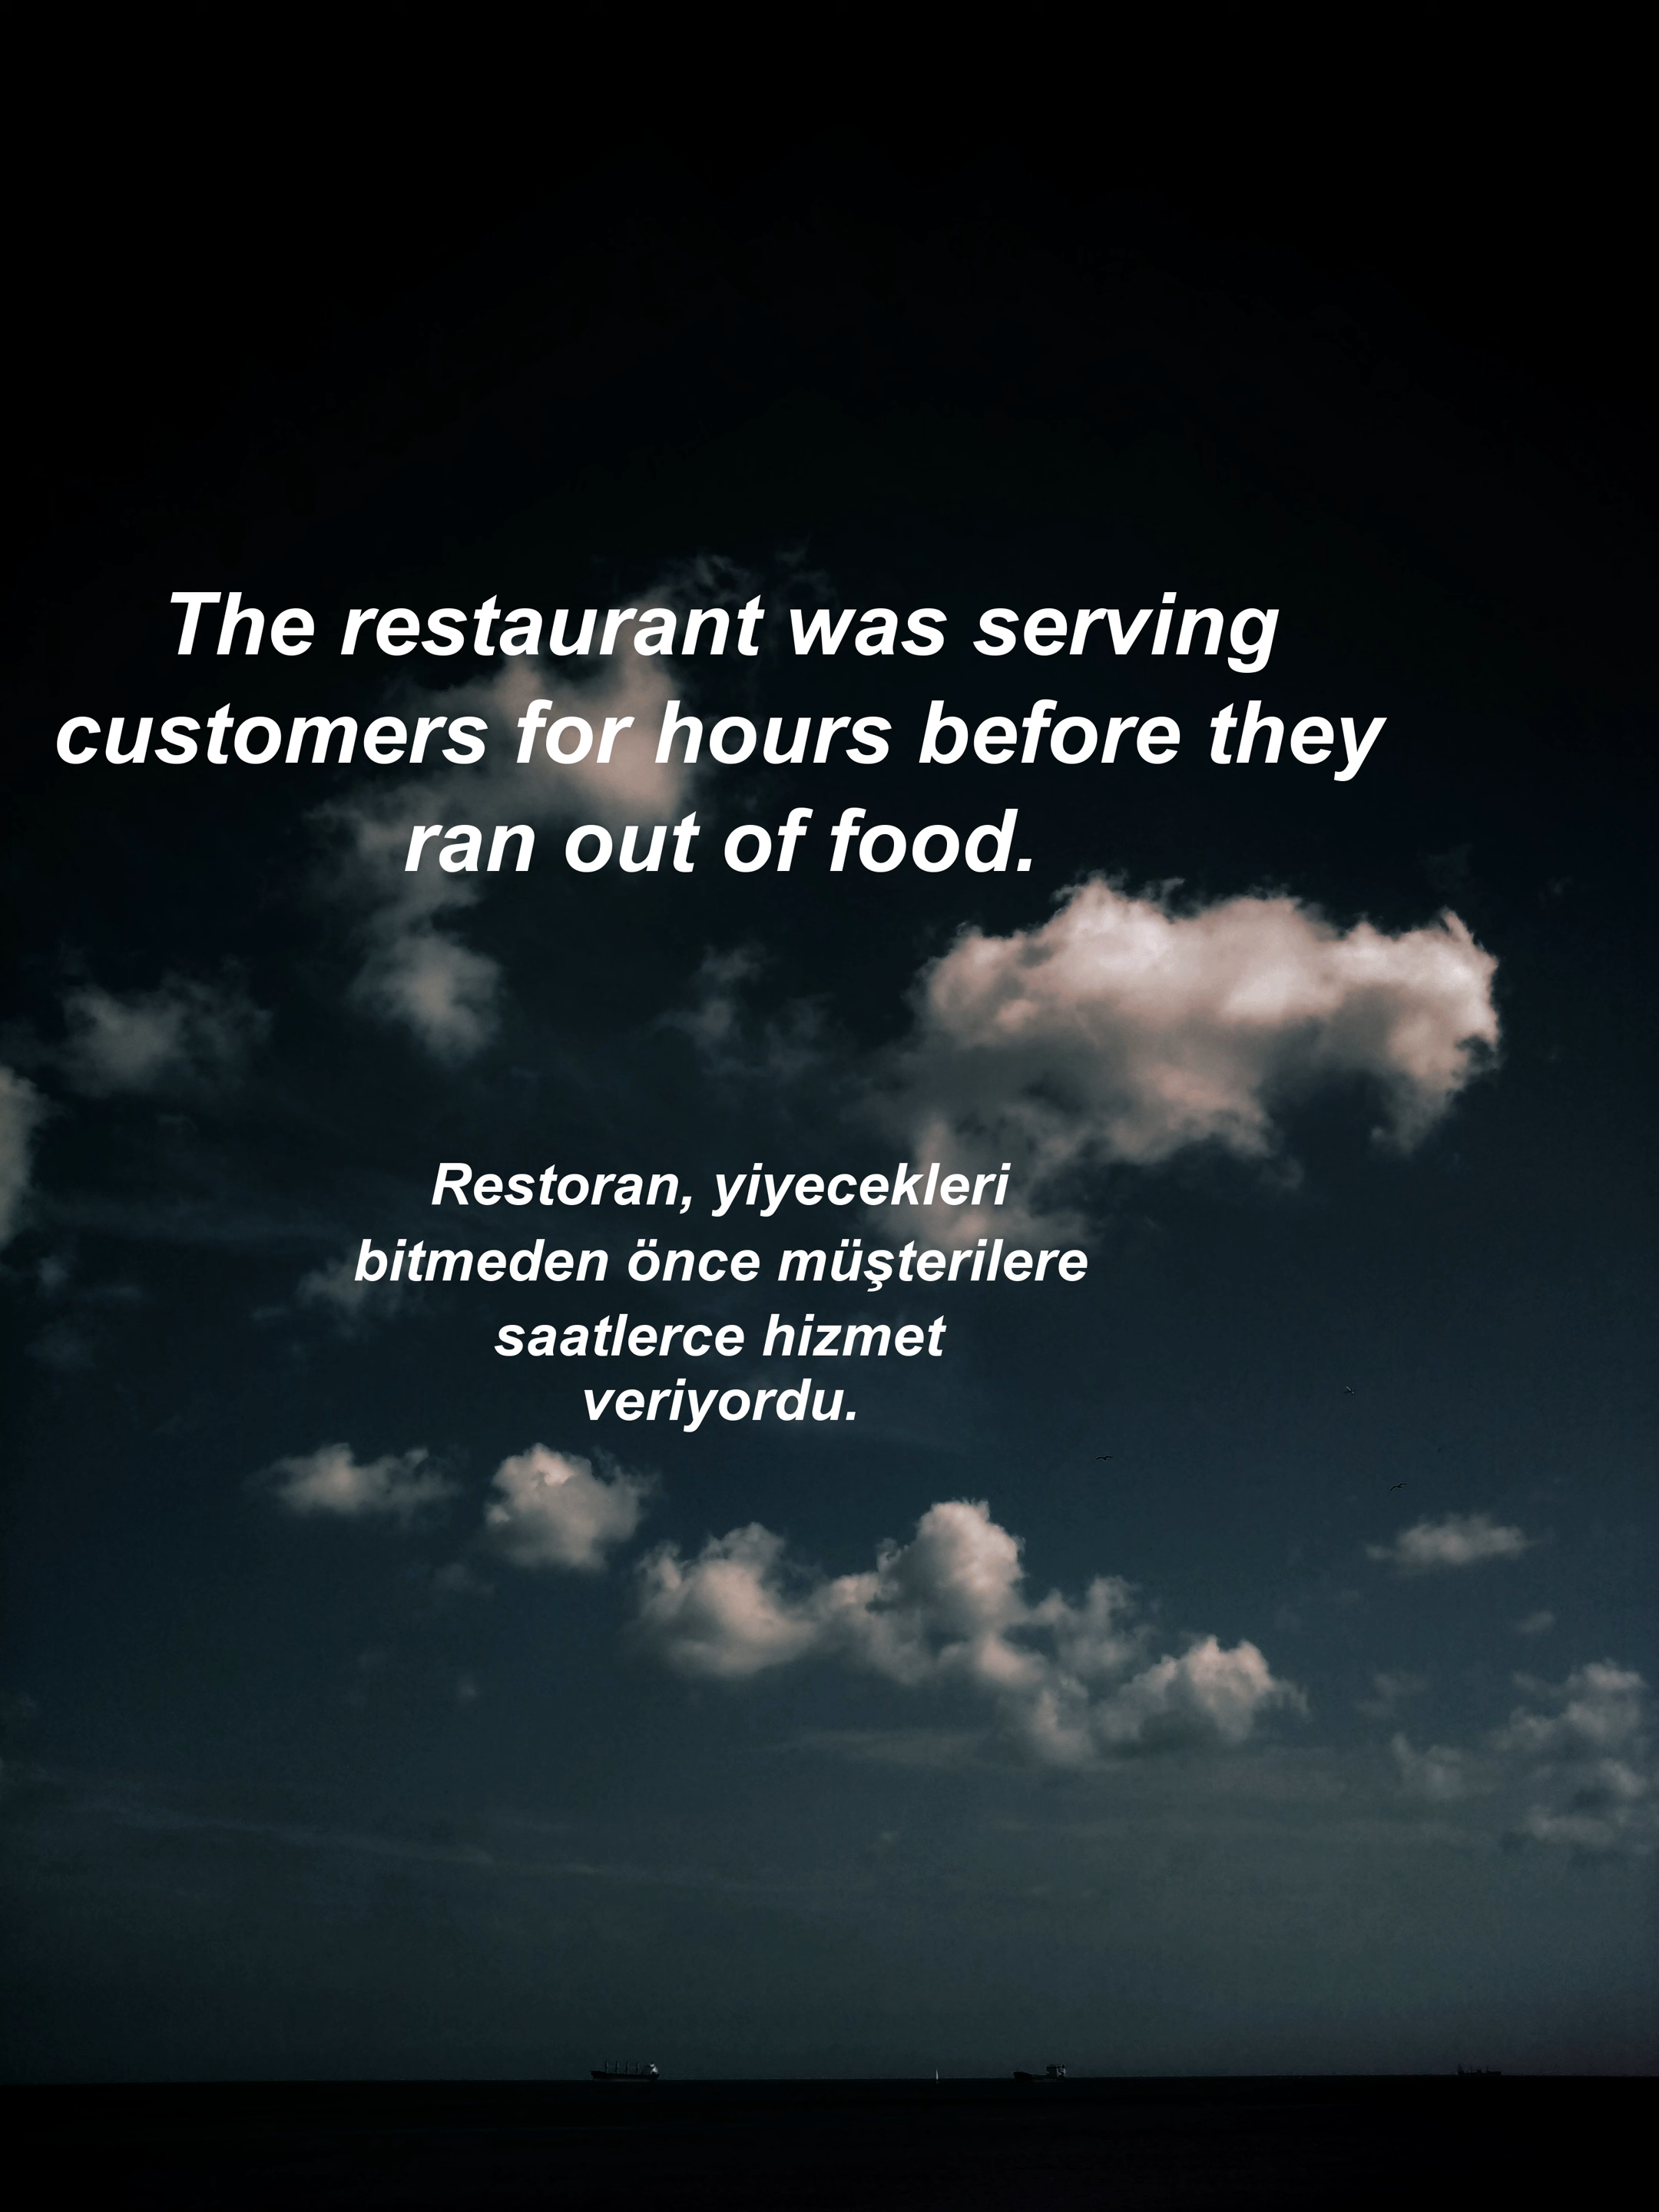 The restaurant was serving
customers for hours before they
ran out of food.
Restoran, yiyecekleri
bitmeden önce müşterilere
saatlerce hizmet
veriyordu.